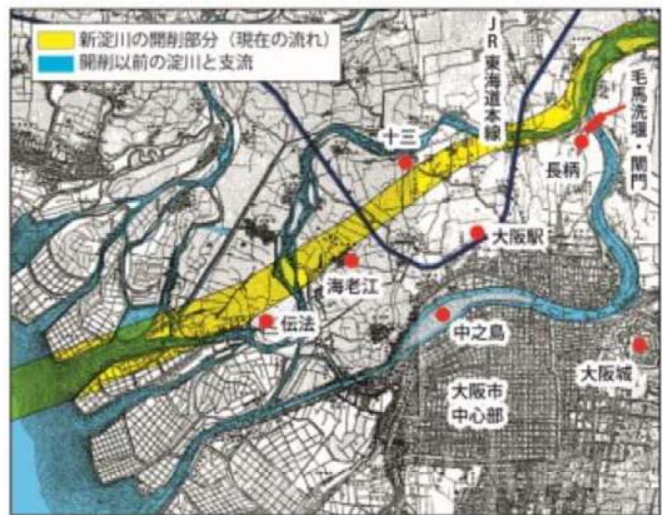 新淀川の開削部分（現在の流れ）
開削以前の淀川と支流
JR東海道本線
毛馬洗堰・閘門
十三
長柄
大阪駅
海老江
伝法
中之島
大阪城
大阪市
中心部